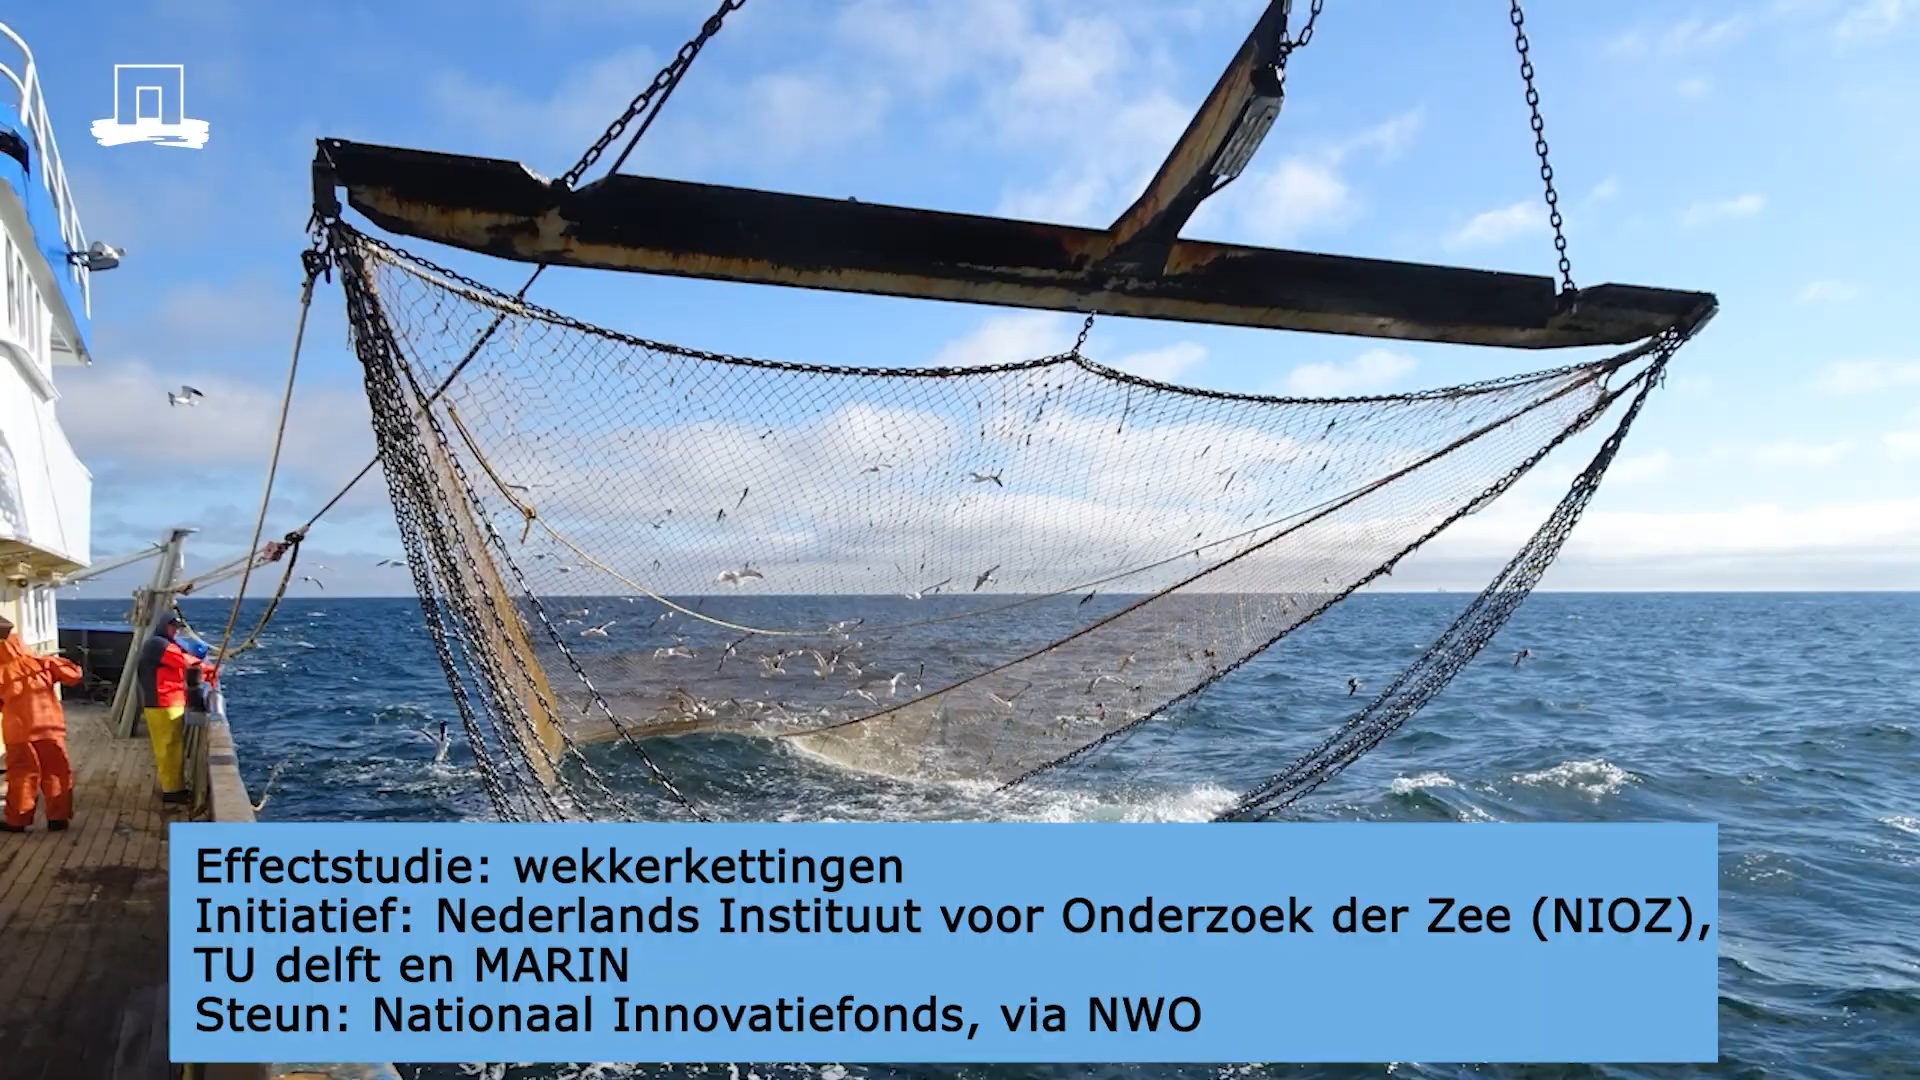 Effectstudie: wekkerkettingen
Initiatief: Nederlands Instituut voor Onderzoek der Zee (NIOZ),
TU delft en MARIN
Steun: Nationaal Innovatiefonds, via NWO